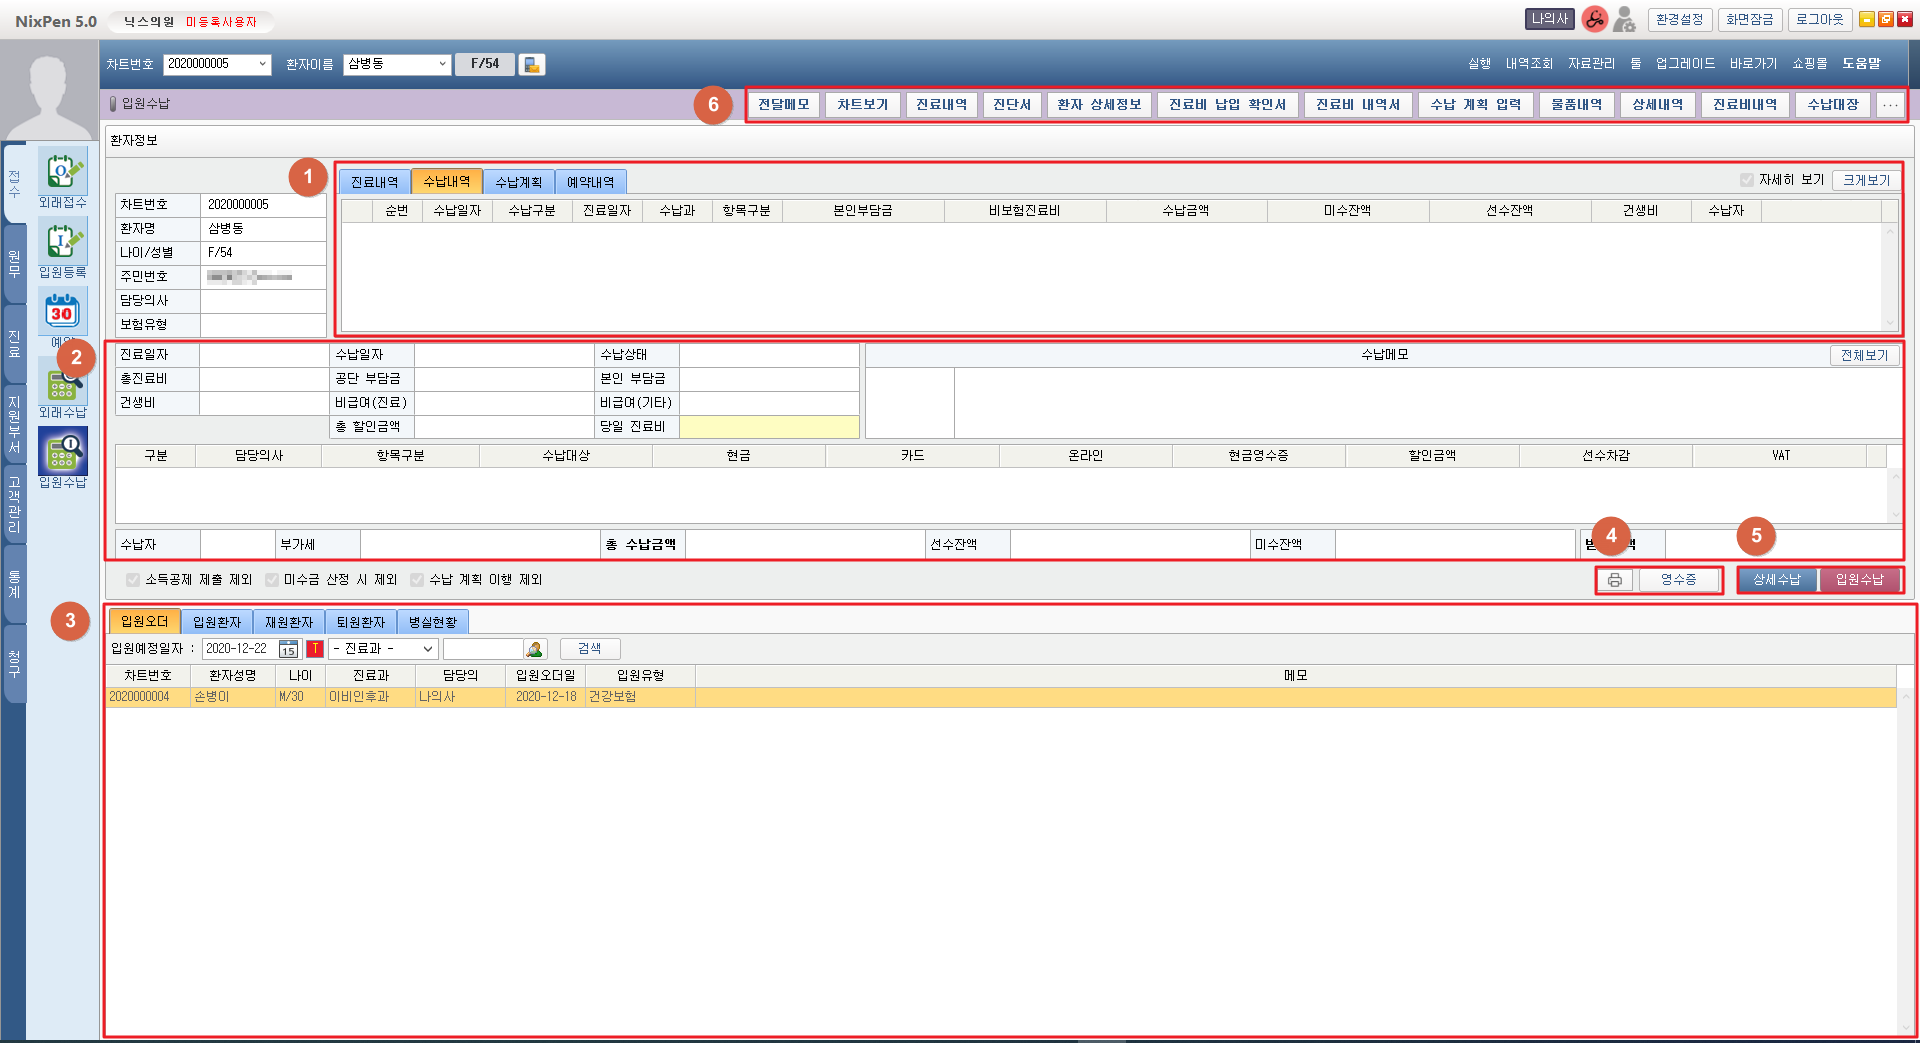 NixPen 5.0 닉스의원 미등록사용자 나의사 환경설정 화면잠금 로그아웃
차트번호 2020000005 환자이름 삼병동 F/54 실행 내역조회 자료관리 툴 업그레이드 바로가기 쇼핑몰 도움말
입원수납 6 전달메모 차트보기 진료내역 진단서 환자 상세정보 진료비 납입 확인서 진료비 내역서 수납 계획 입력 물품내역 상세내역 진료비내역 수납대장 ...
환자정보
접수
원무
진료
지원부서
고객관리
통계
청구
외래접수
입원등록
30
2
외래수납
입원수납
1 진료내역 수납내역 수납계획 예약내역 자세히 보기 크게보기
차트번호 2020000005
환자명 삼병동
나이/성별 F/54
주민번호
담당의사
보험유형
순번 수납일자 수납구분 진료일자 수납과 항목구분 본인부담금 비보험진료비 수납금액 미수잔액 선수잔액 건생비 수납자
진료일자 수납일자 수납상태 수납메모 전체보기
총진료비 공단 부담금 본인 부담금
건생비 비급여(진료) 비급여(기타)
총 할인금액 당일 진료비
구분 담당의사 항목구분 수납대상 현금 카드 온라인 현금영수증 할인금액 선수차감 VAT
수납자 부가세 총 수납금액 선수잔액 미수잔액 4 5
소득공제 제출 제외 미수금 산정 시 제외 수납 계획 이행 제외 영수증 상세수납 입원수납
3 입원오더 입원환자 재원환자 퇴원환자 병실현황
입원예정일자 : 2020-12-22 15 T - 진료과 - 검색
차트번호 환자성명 나이 진료과 담당의 입원오더일 입원유형 메모
2020000004 손병이 M/30 이비인후과 나의사 2020-12-18 건강보험